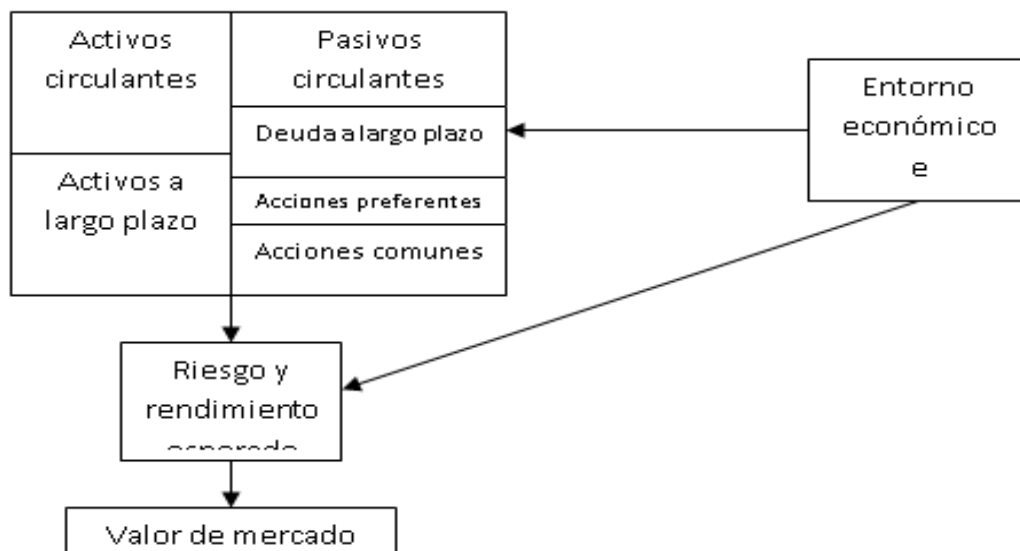 Activos
circulantes
Pasivos
circulantes
Deuda a largo plazo
Activos a
largo plazo
Acciones preferentes
Acciones comunes
Entorno
económico
e
Riesgo y
rendimiento
Valor de mercado